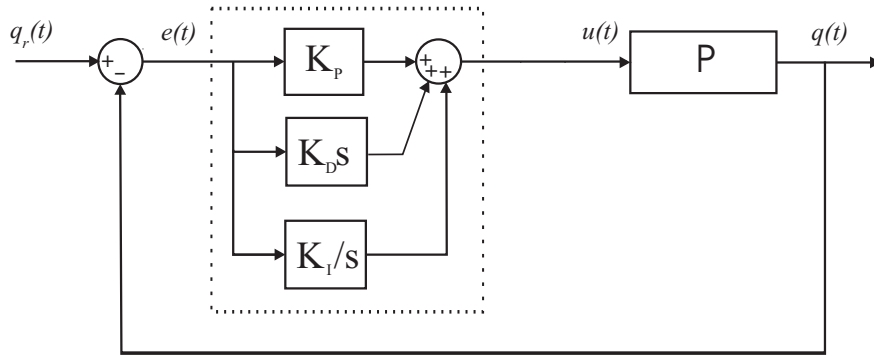 q_r(t)
e(t)
u(t)
q(t)
+
−
K_P
+
++
P
K_D s
K_I/s